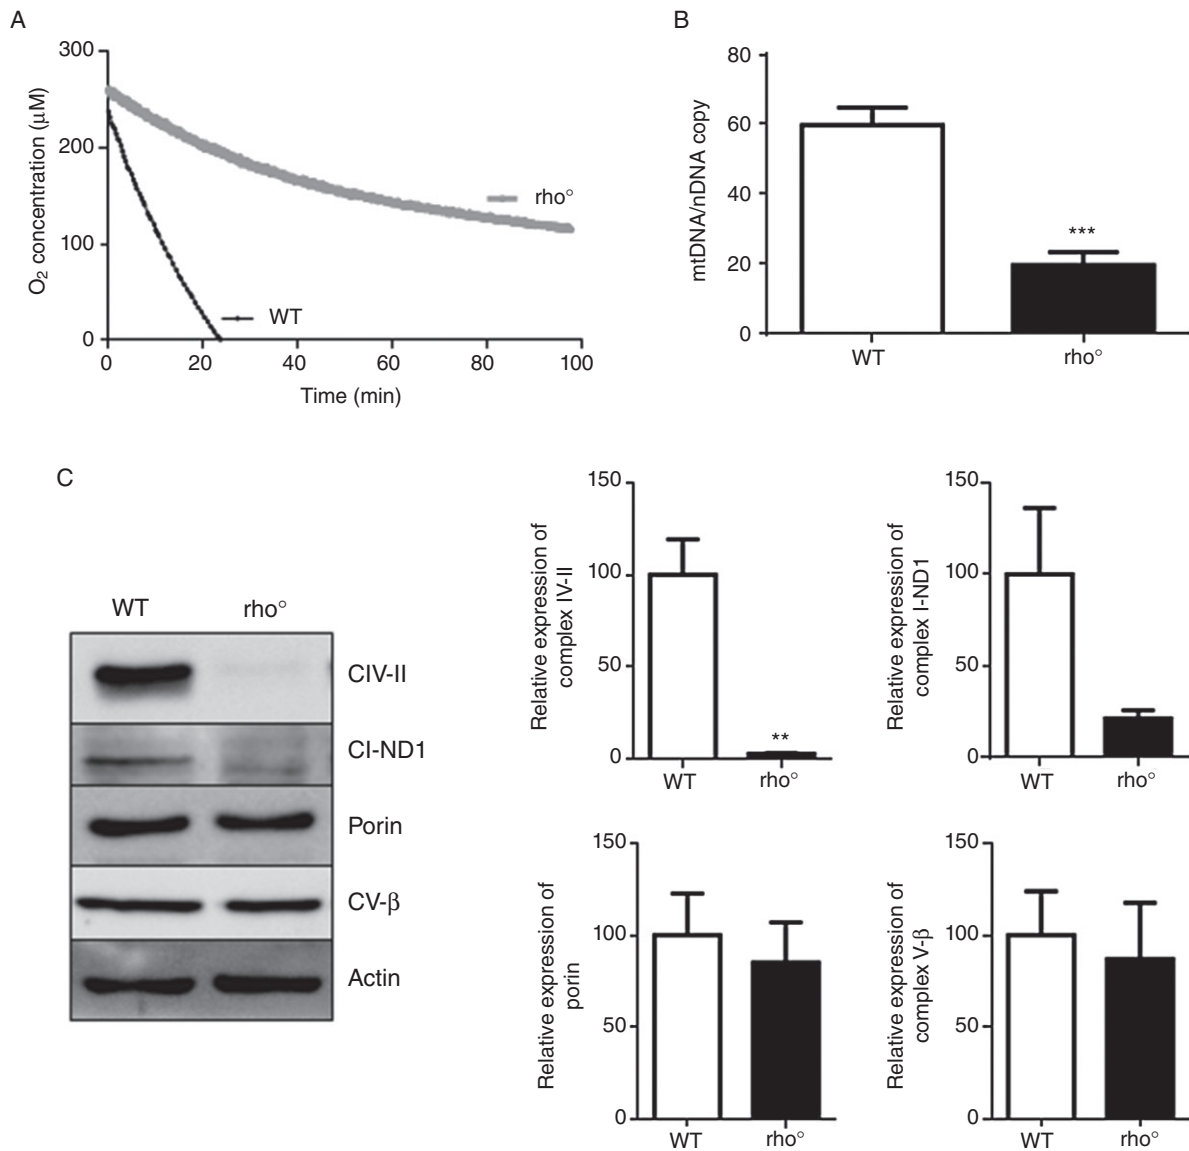 A
300
200
100
0
O₂ concentration (μM)
rho°
WT
0 20 40 60 80 100
Time (min)
B
80
60
40
20
0
mtDNA/nDNA copy
***
WT rho°
C
WT rho°
CIV-II
CI-ND1
Porin
CV-β
Actin
150
100
50
0
Relative expression of
complex IV-II
**
WT rho°
150
100
50
0
Relative expression of
complex I-ND1
WT rho°
150
100
50
0
Relative expression of
porin
WT rho°
150
100
50
0
Relative expression of
complex V-β
WT rho°